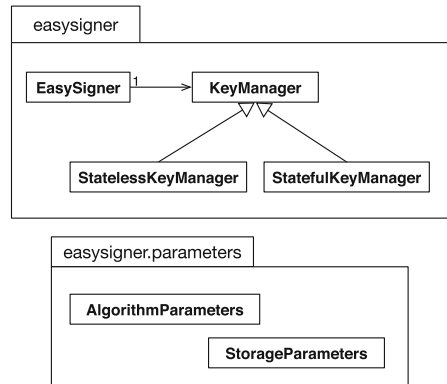 easysigner
EasySigner
1
KeyManager
StatelessKeyManager
StatefulKeyManager
easysigner.parameters
AlgorithmParameters
StorageParameters